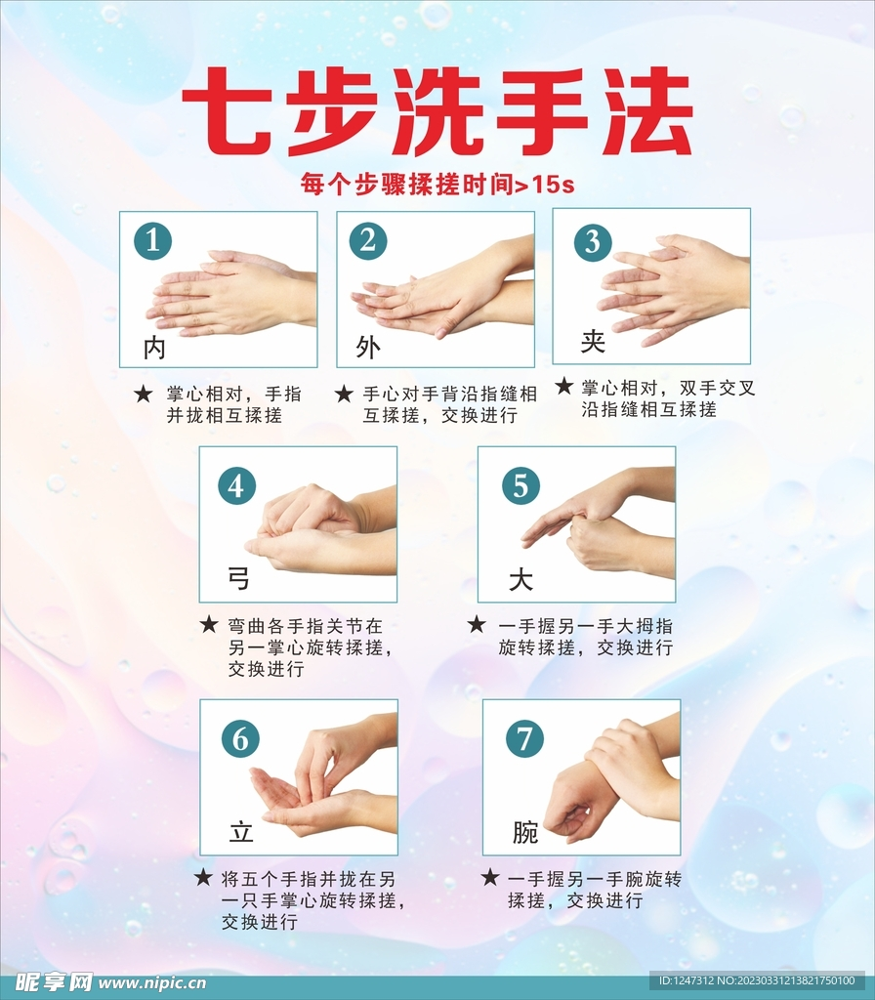 七步洗手法
每个步骤揉搓时间>15s
1
内
★ 掌心相对，手指
并拢相互揉搓
2
外
★ 手心对手背沿指缝相
互揉搓，交换进行
3
夹
★ 掌心相对，双手交叉
沿指缝相互揉搓
4
弓
★ 弯曲各手指关节在
另一掌心旋转揉搓，
交换进行
5
大
★ 一手握另一手大拇指
旋转揉搓，交换进行
6
立
★ 将五个手指并拢在另
一只手掌心旋转揉搓，
交换进行
7
腕
★ 一手握另一手腕旋转
揉搓，交换进行
昵享网 www.nipic.cn
ID:1247312 NO:20230331213821750100